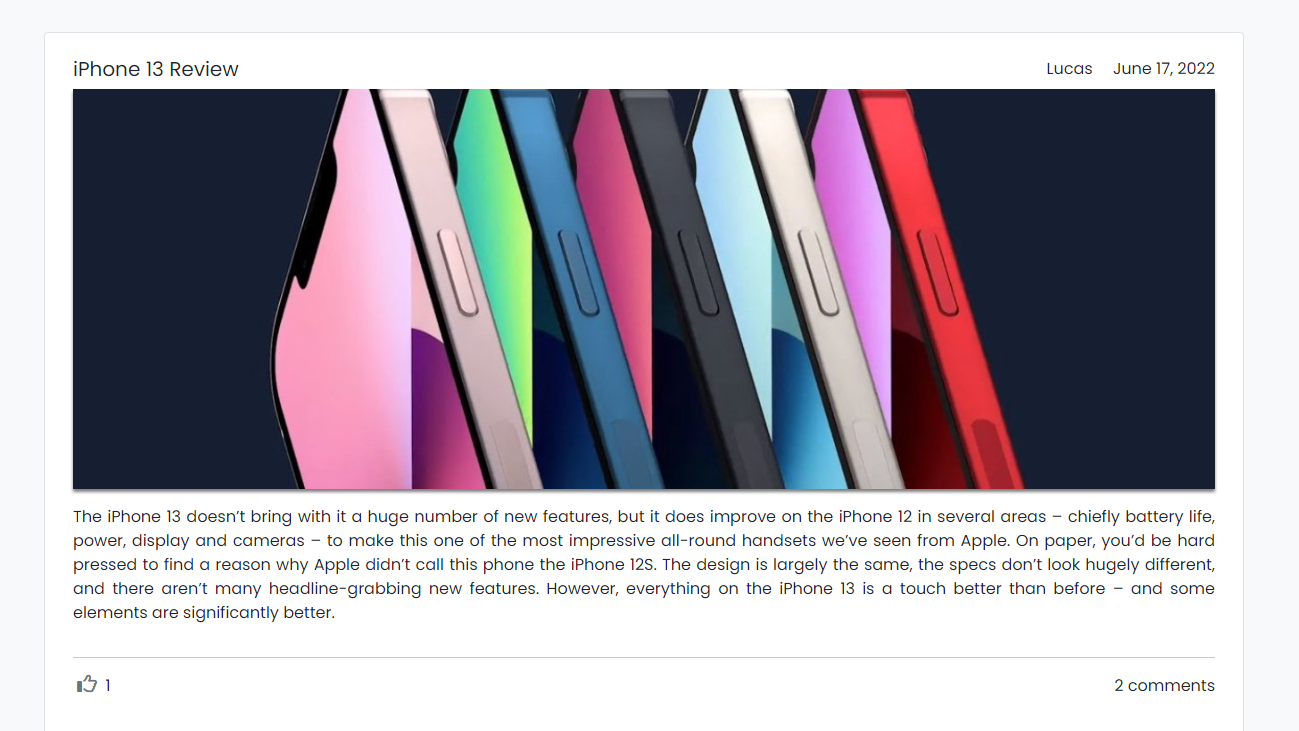 iPhone 13 Review
Lucas June 17, 2022
The iPhone 13 doesn’t bring with it a huge number of new features, but it does improve on the iPhone 12 in several areas – chiefly battery life,
power, display and cameras – to make this one of the most impressive all-round handsets we’ve seen from Apple. On paper, you’d be hard
pressed to find a reason why Apple didn’t call this phone the iPhone 12S. The design is largely the same, the specs don’t look hugely different,
and there aren’t many headline-grabbing new features. However, everything on the iPhone 13 is a touch better than before – and some
elements are significantly better.
1
2 comments